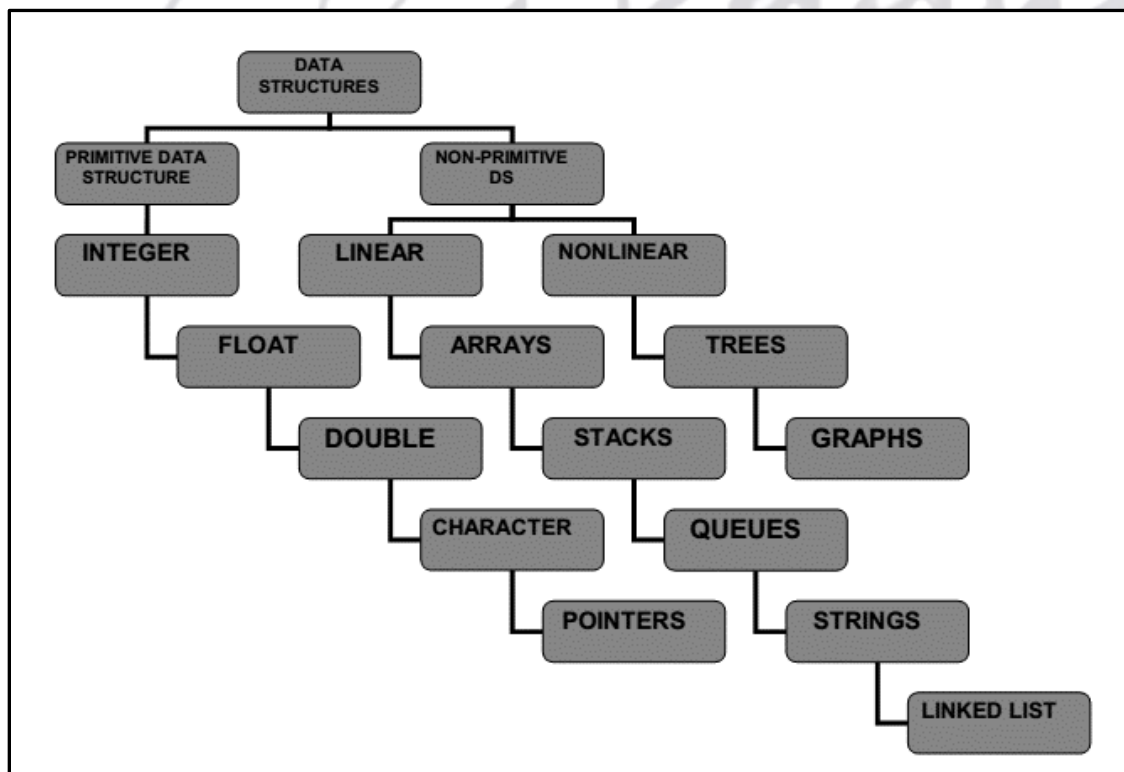 DATA
STRUCTURES
PRIMITIVE DATA
STRUCTURE
NON-PRIMITIVE
DS
INTEGER
LINEAR
NONLINEAR
FLOAT
ARRAYS
TREES
DOUBLE
STACKS
GRAPHS
CHARACTER
QUEUES
POINTERS
STRINGS
LINKED LIST